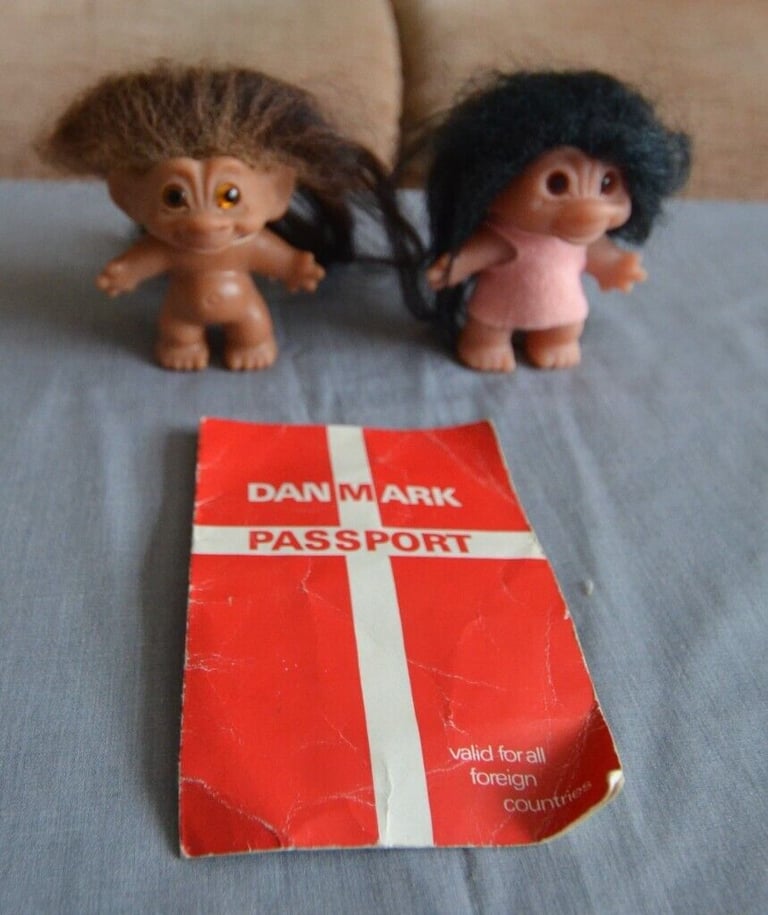 DANMARK
PASSPORT
valid for all
foreign
countries